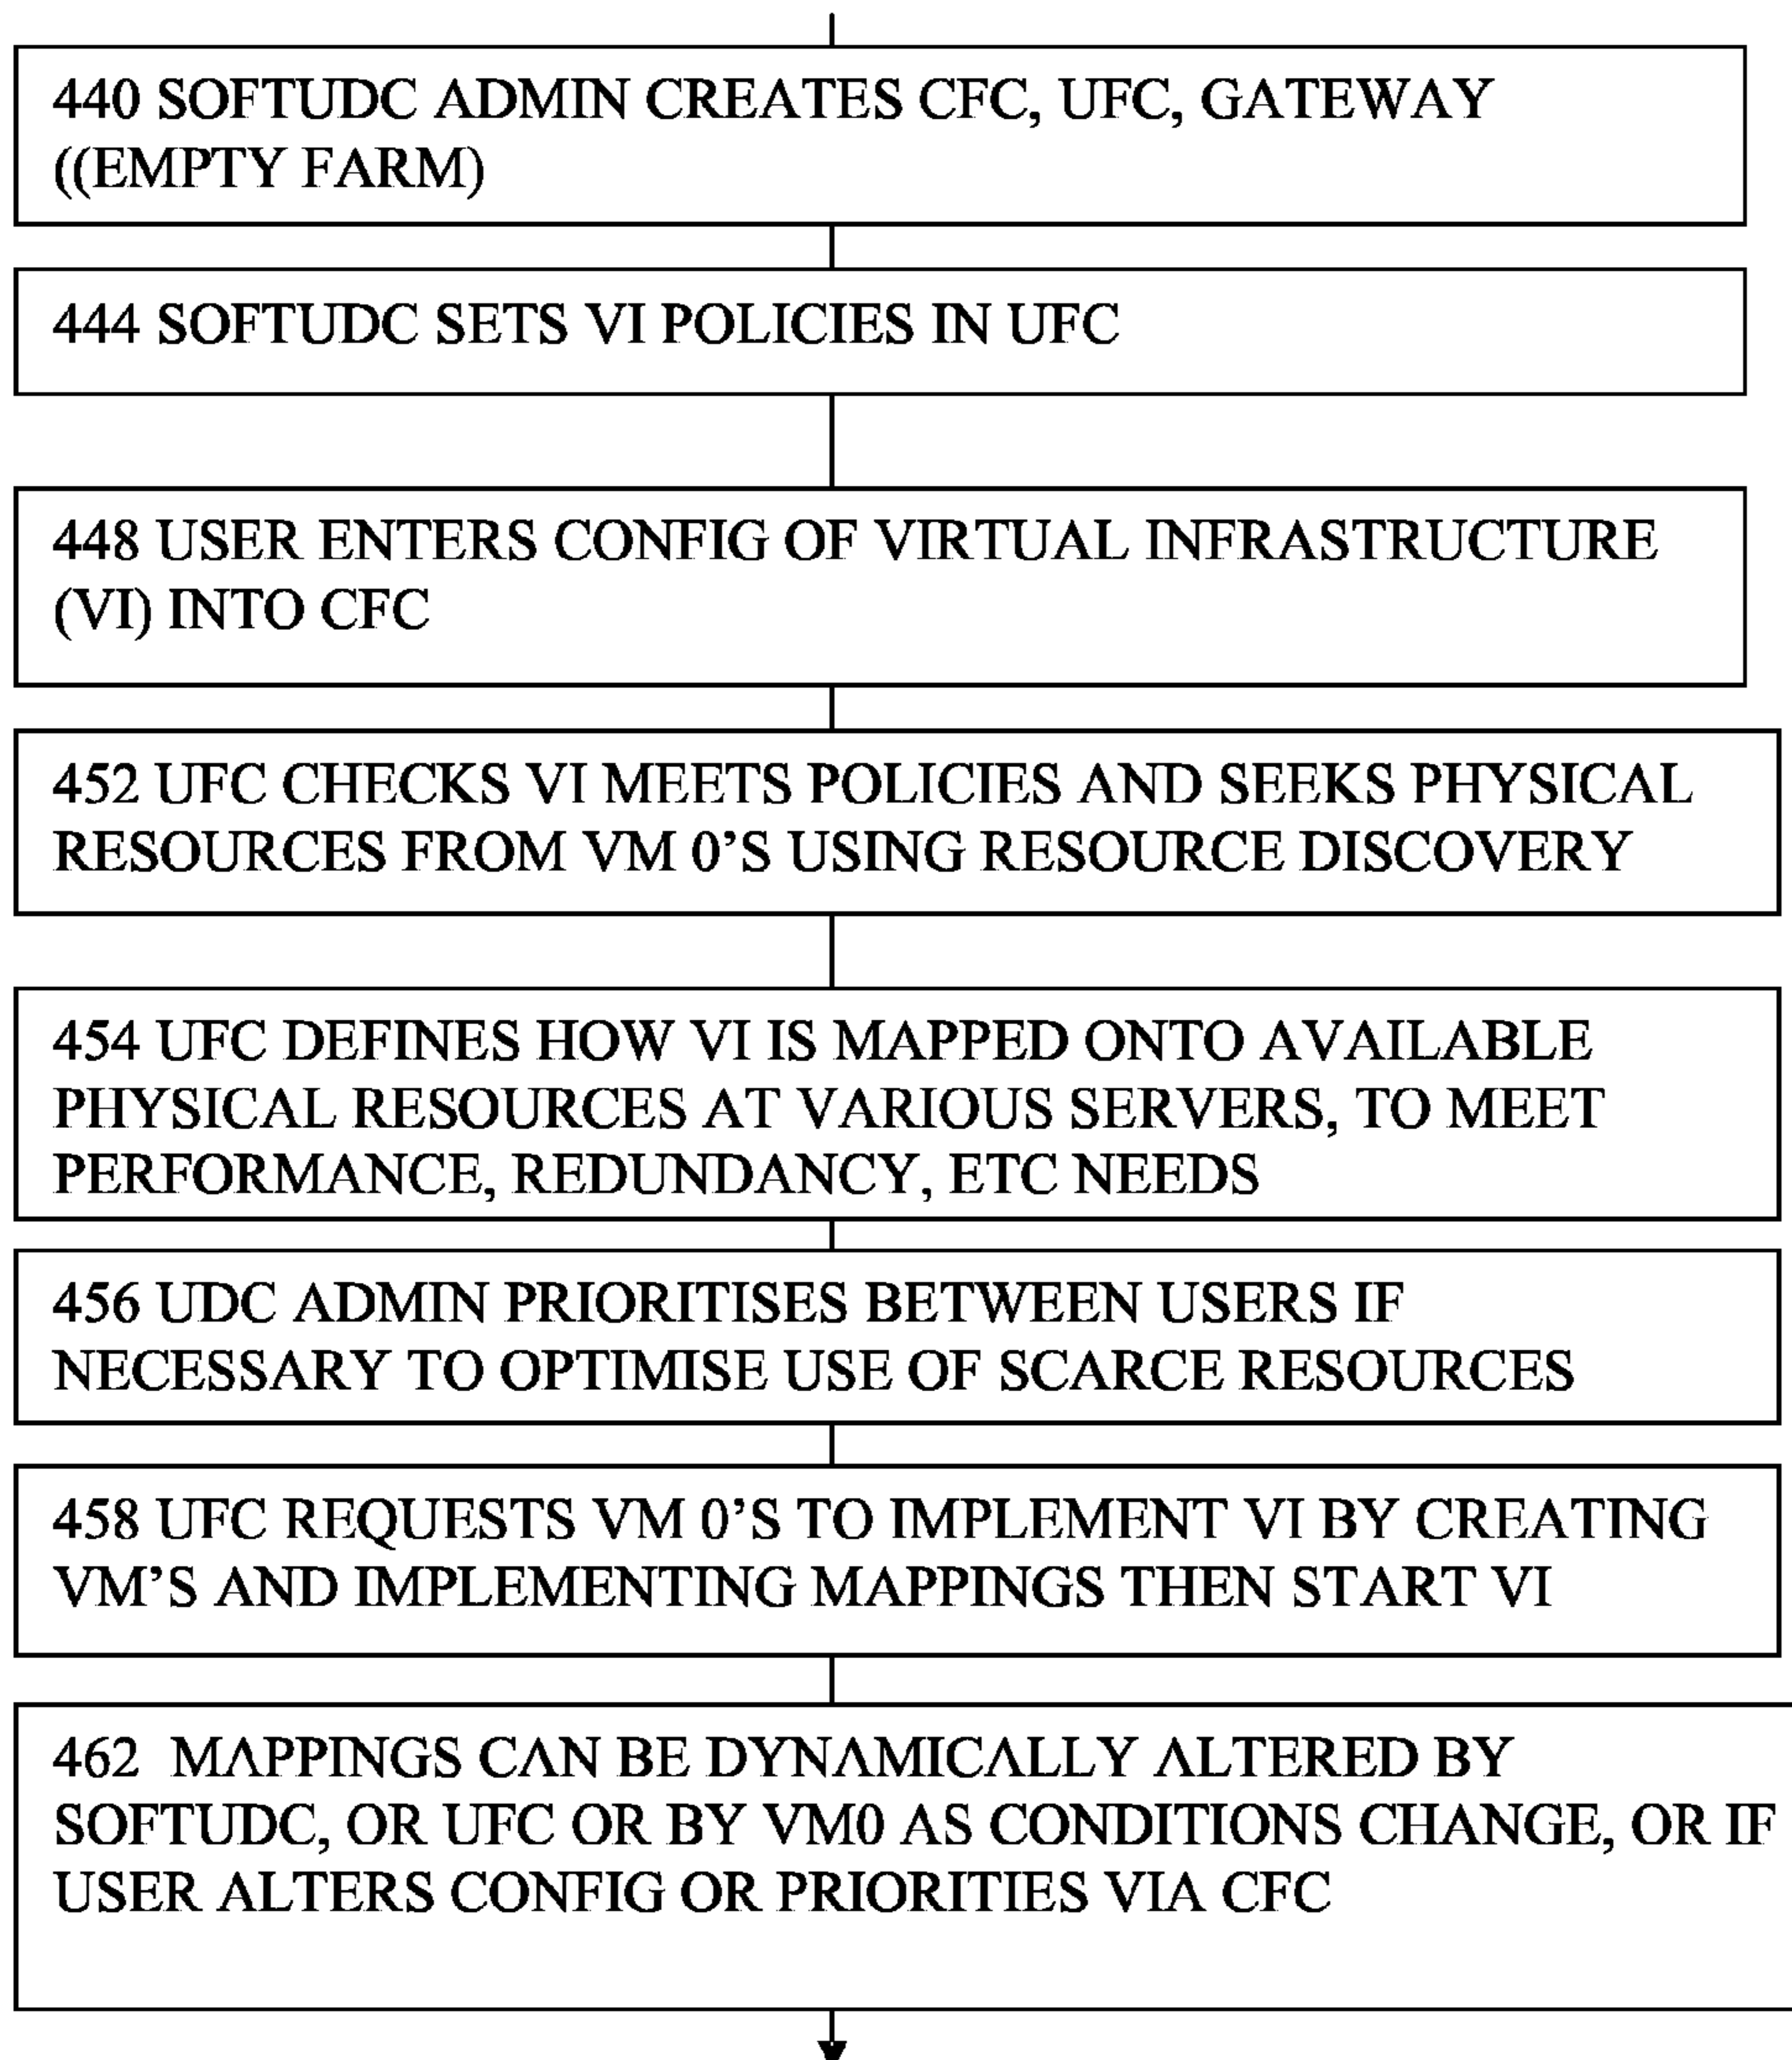 440 SOFTUDC ADMIN CREATES CFC, UFC, GATEWAY
((EMPTY FARM)
444 SOFTUDC SETS VI POLICIES IN UFC
448 USER ENTERS CONFIG OF VIRTUAL INFRASTRUCTURE
(VI) INTO CFC
452 UFC CHECKS VI MEETS POLICIES AND SEEKS PHYSICAL
RESOURCES FROM VM 0’S USING RESOURCE DISCOVERY
454 UFC DEFINES HOW VI IS MAPPED ONTO AVAILABLE
PHYSICAL RESOURCES AT VARIOUS SERVERS, TO MEET
PERFORMANCE, REDUNDANCY, ETC NEEDS
456 UDC ADMIN PRIORITISES BETWEEN USERS IF
NECESSARY TO OPTIMISE USE OF SCARCE RESOURCES
458 UFC REQUESTS VM 0’S TO IMPLEMENT VI BY CREATING
VM’S AND IMPLEMENTING MAPPINGS THEN START VI
462 MAPPINGS CAN BE DYNAMICALLY ALTERED BY
SOFTUDC, OR UFC OR BY VM0 AS CONDITIONS CHANGE, OR IF
USER ALTERS CONFIG OR PRIORITIES VIA CFC